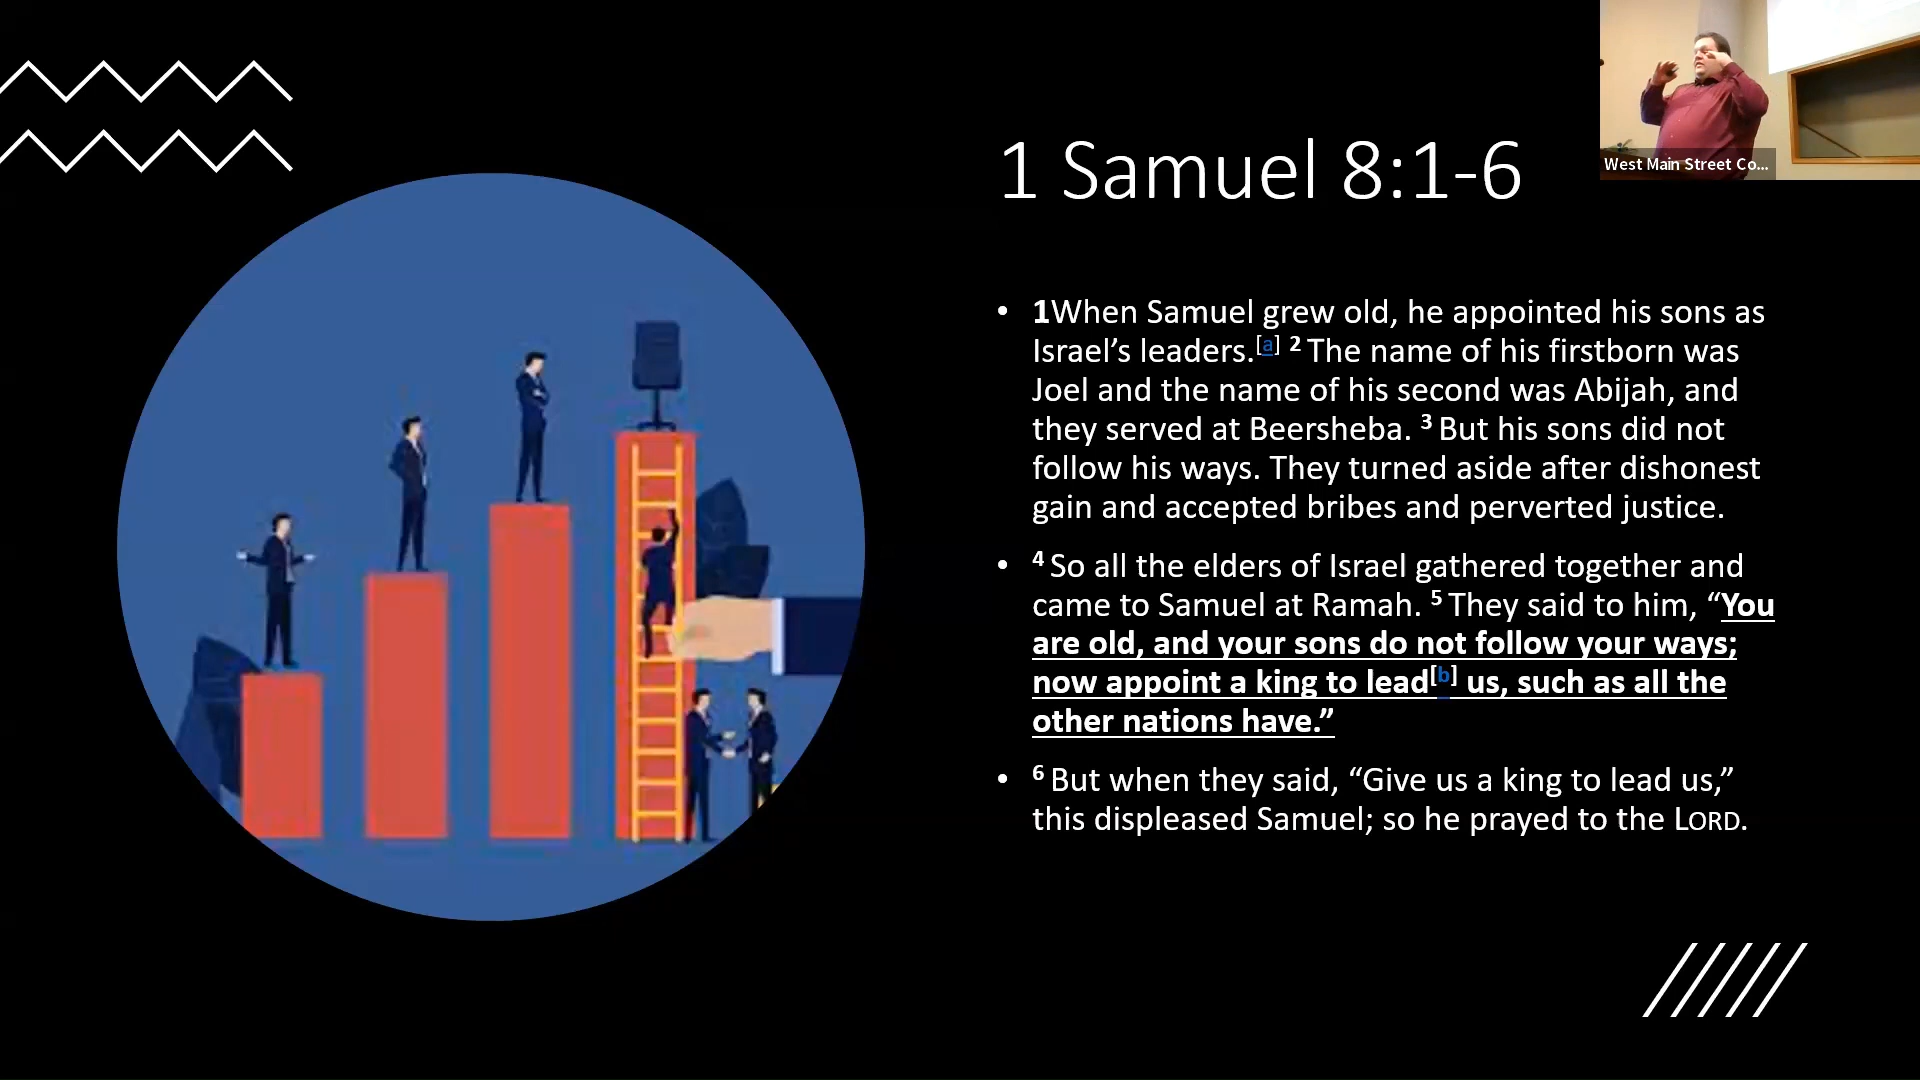 West Main Street Co...
1 Samuel 8:1-6
• 1When Samuel grew old, he appointed his sons as
Israel’s leaders.[a] 2 The name of his firstborn was
Joel and the name of his second was Abijah, and
they served at Beersheba. 3 But his sons did not
follow his ways. They turned aside after dishonest
gain and accepted bribes and perverted justice.
• 4 So all the elders of Israel gathered together and
came to Samuel at Ramah. 5 They said to him, “You
are old, and your sons do not follow your ways;
now appoint a king to lead[b] us, such as all the
other nations have.”
• 6 But when they said, “Give us a king to lead us,”
this displeased Samuel; so he prayed to the LORD.